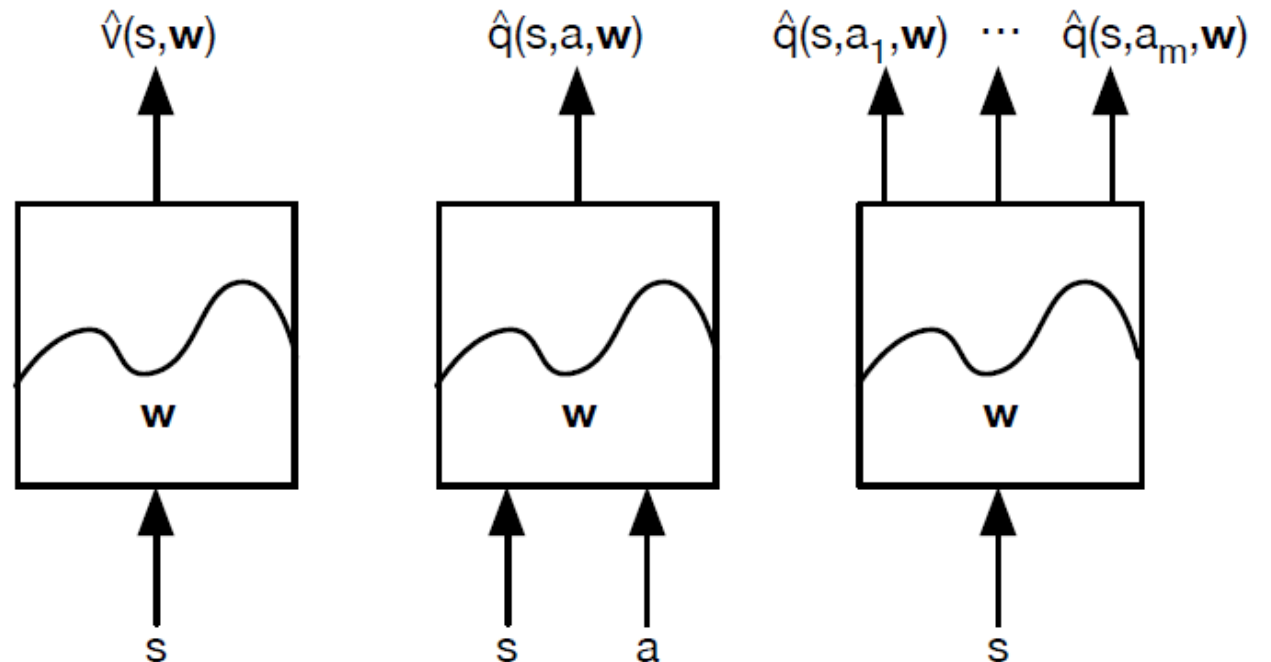 v̂(s,w) q̂(s,a,w) q̂(s,a₁,w) ⋯ q̂(s,aₘ,w)
w w w
s s a s